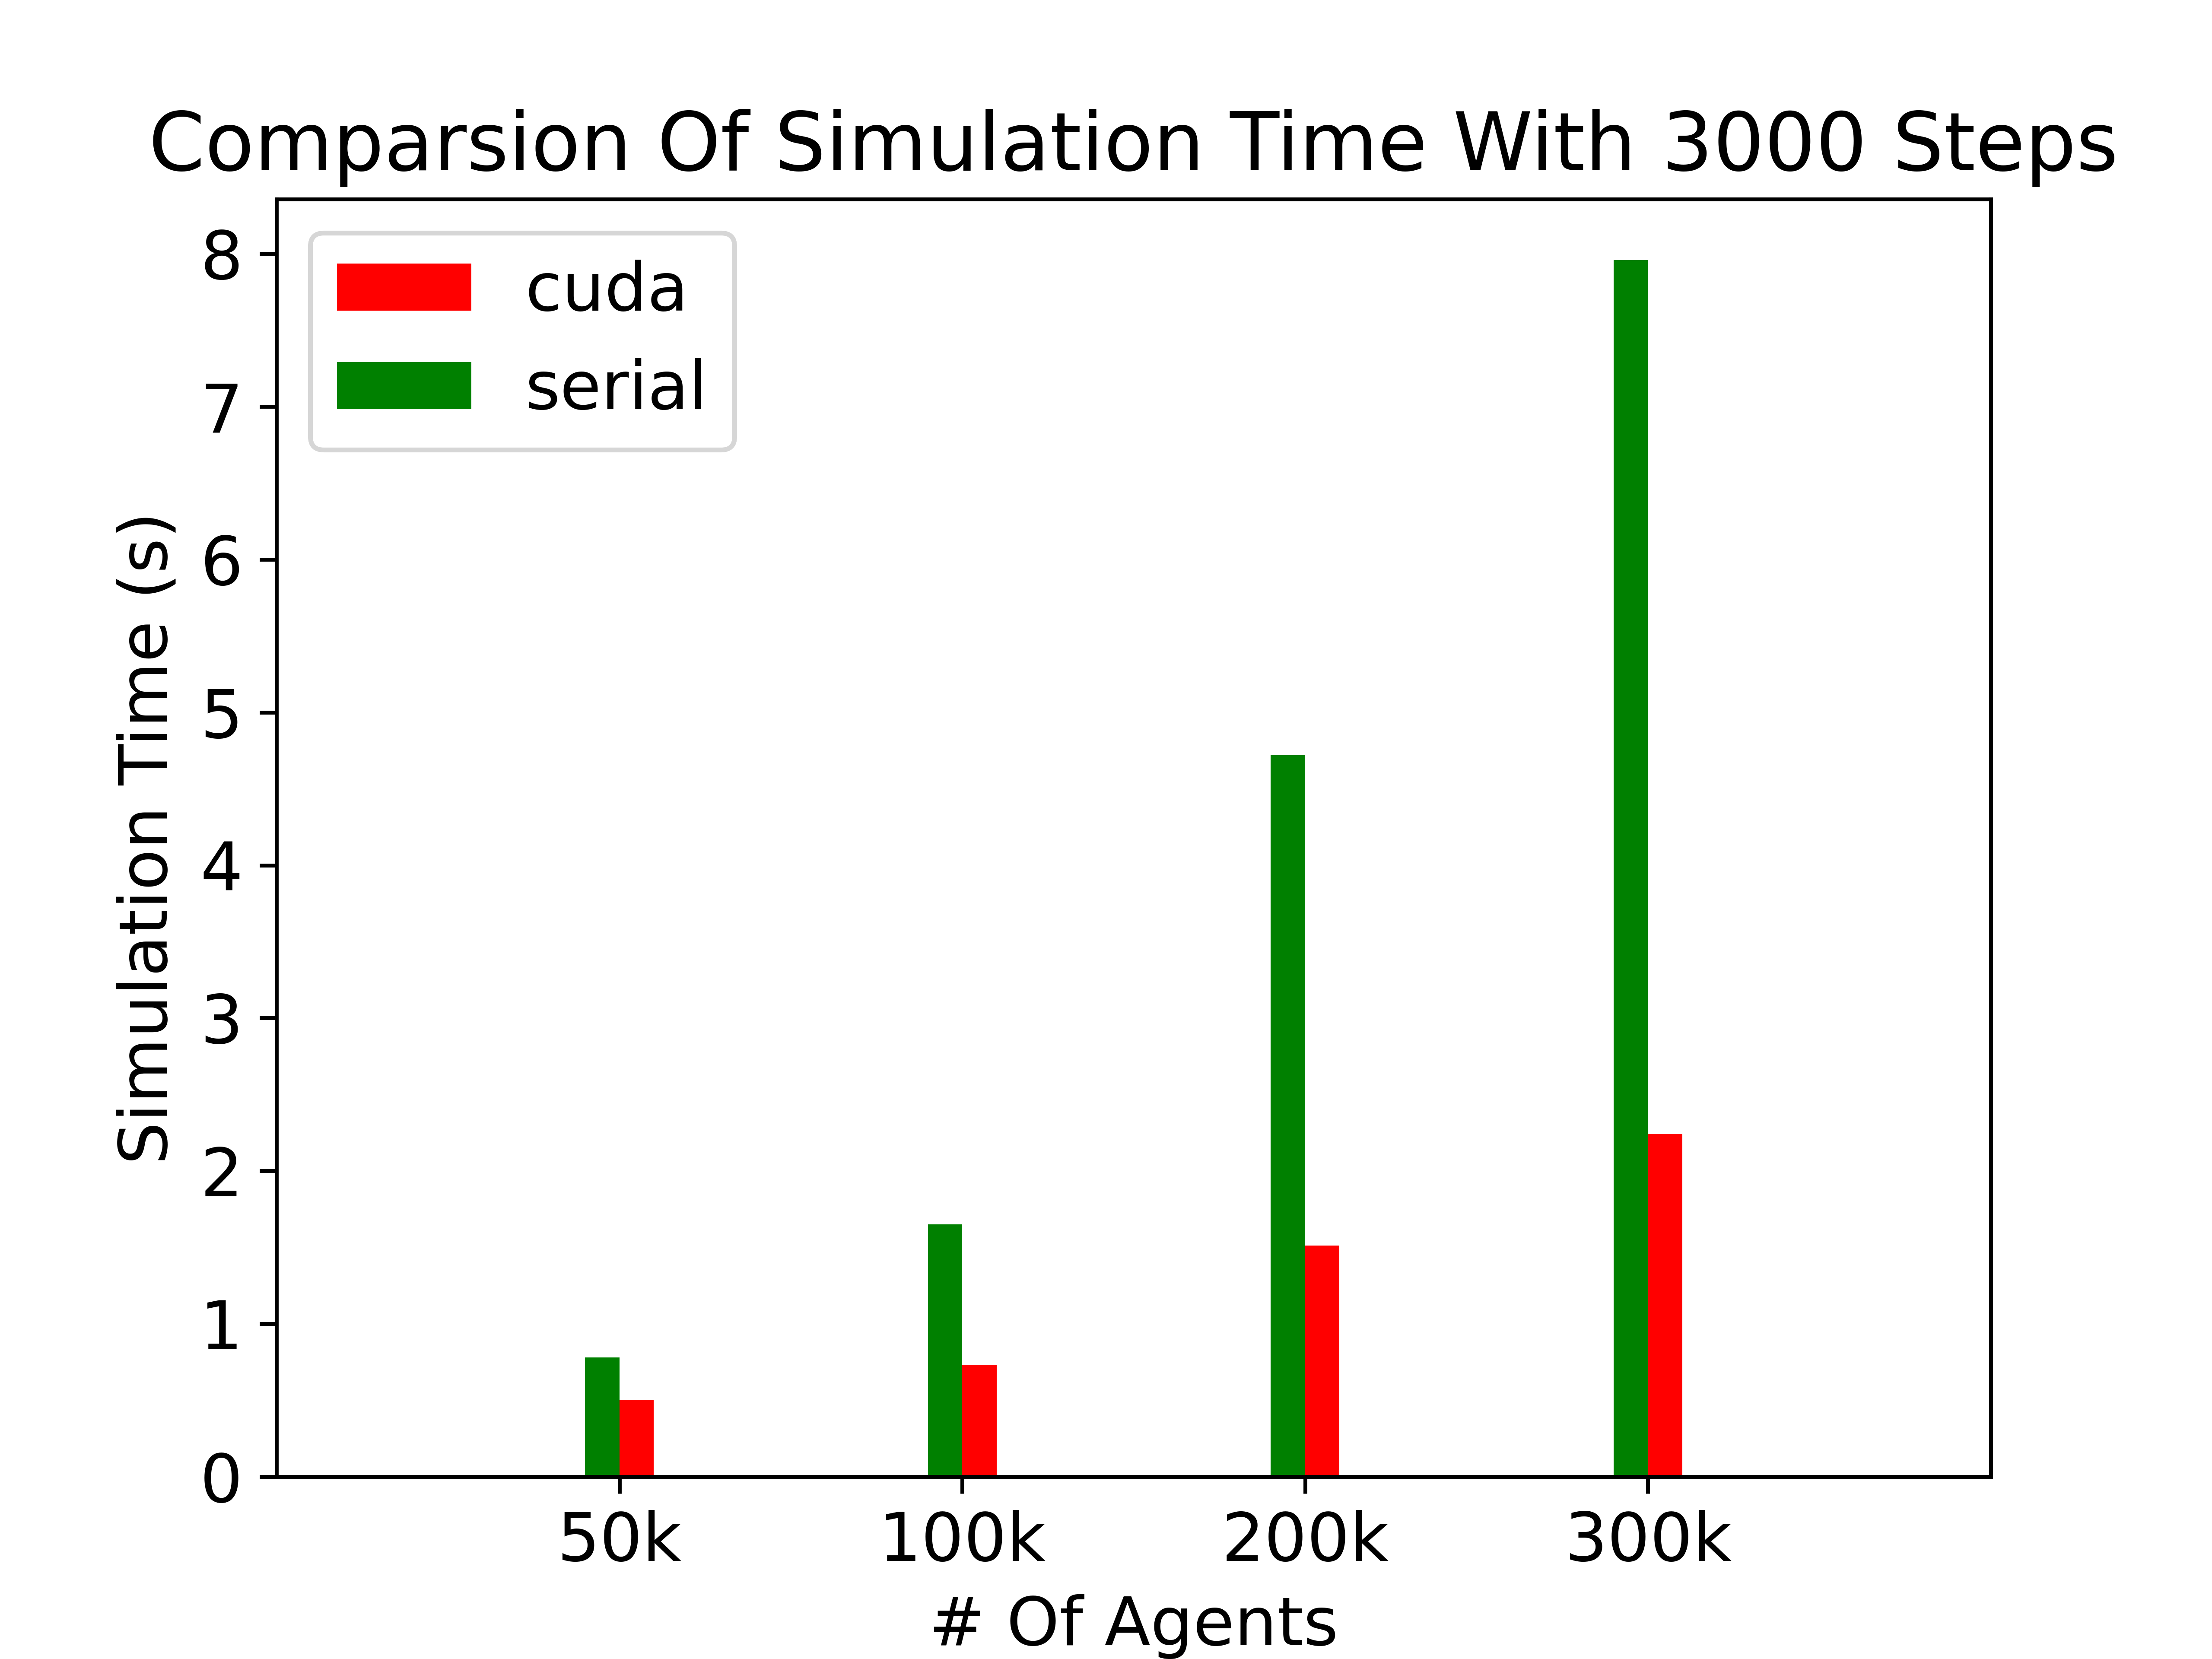 Comparsion Of Simulation Time With 3000 Steps
cuda
serial
Simulation Time (s)
8
7
6
5
4
3
2
1
0
50k 100k 200k 300k
# Of Agents